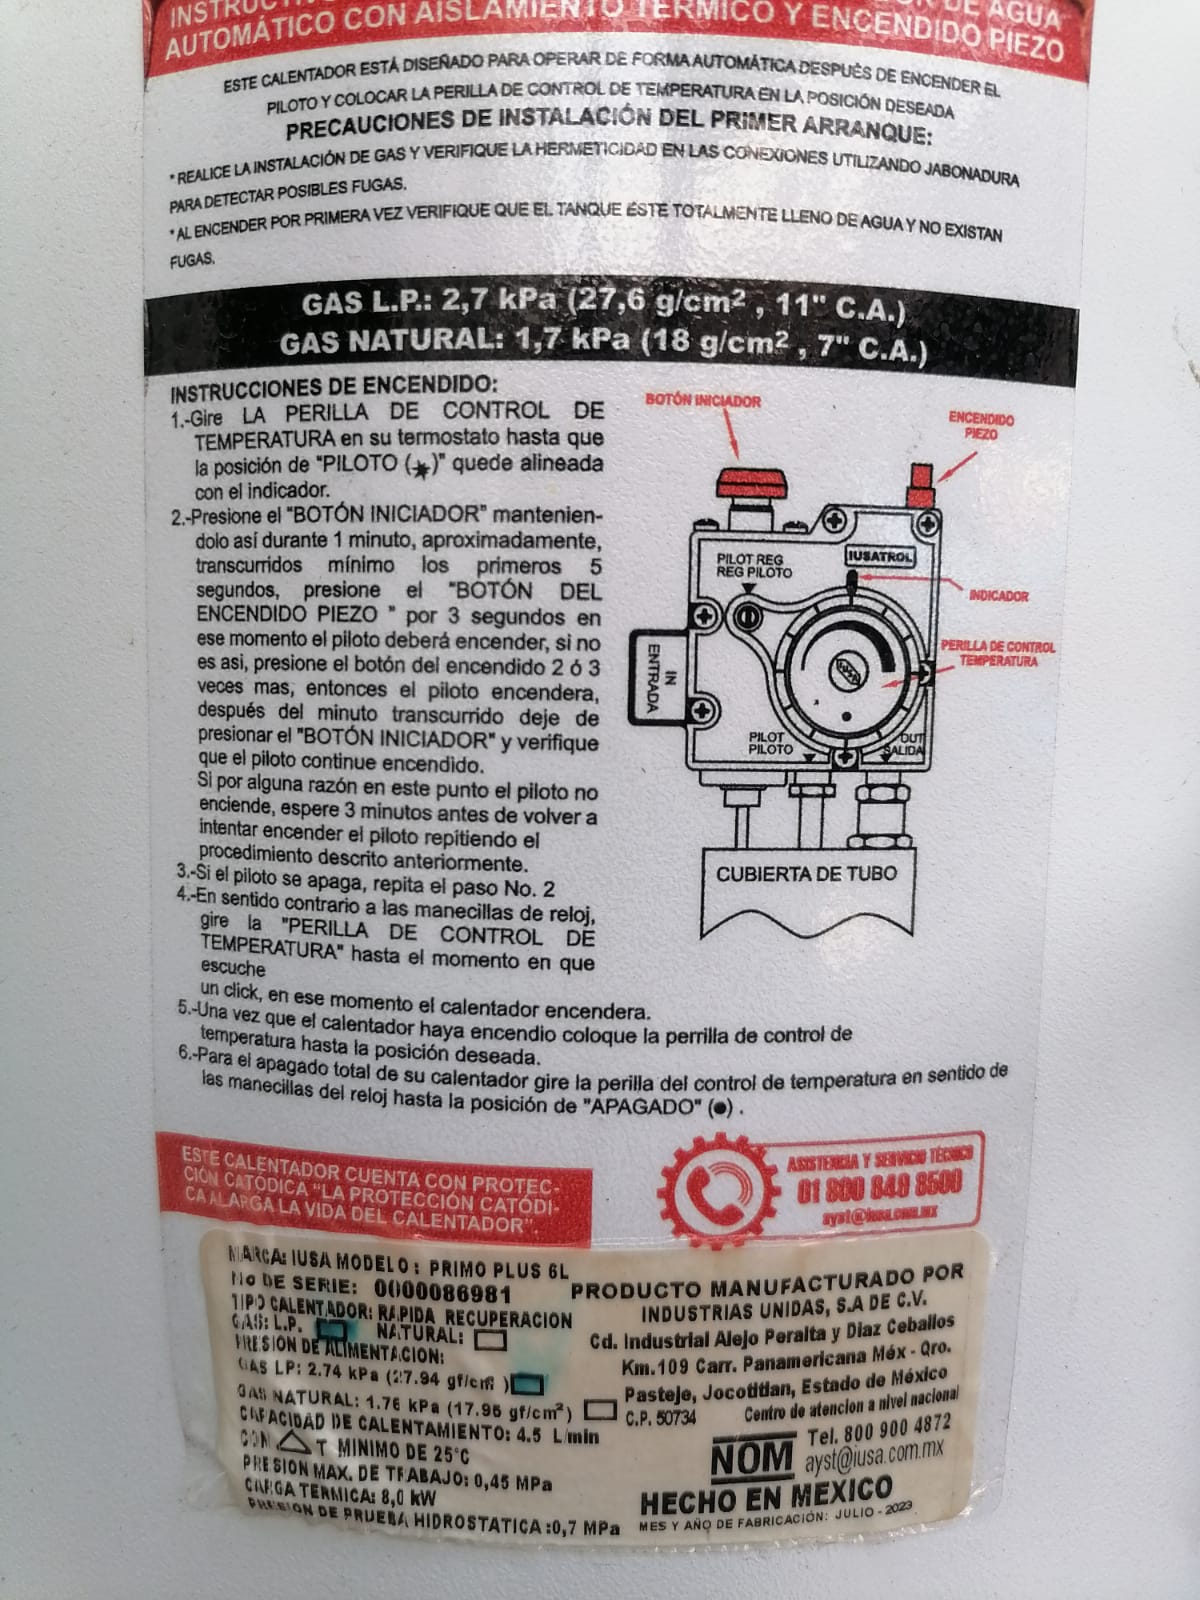 AUTOMÁTICO CON AISLAMIENTO TÉRMICO Y ENCENDIDO PIEZO
ESTE CALENTADOR ESTÁ DISEÑADO PARA OPERAR DE FORMA AUTOMÁTICA DESPUÉS DE ENCENDER EL
PILOTO Y COLOCAR LA PERILLA DE CONTROL DE TEMPERATURA EN LA POSICIÓN DESEADA
PRECAUCIONES DE INSTALACIÓN DEL PRIMER ARRANQUE:
* REALICE LA INSTALACIÓN DE GAS Y VERIFIQUE LA HERMETICIDAD EN LAS CONEXIONES UTILIZANDO JABONADURA
PARA DETECTAR POSIBLES FUGAS.
* AL ENCENDER POR PRIMERA VEZ VERIFIQUE QUE EL TANQUE ESTE TOTALMENTE LLENO DE AGUA Y NO EXISTAN
FUGAS.
GAS L.P.: 2,7 kPa (27,6 g/cm² , 11" C.A.)
GAS NATURAL: 1,7 kPa (18 g/cm² , 7" C.A.)
INSTRUCCIONES DE ENCENDIDO:
1.-Gire LA PERILLA DE CONTROL DE
TEMPERATURA en su termostato hasta que
la posición de "PILOTO (★)" quede alineada
con el indicador.
2.-Presione el "BOTÓN INICIADOR" mantenien-
dolo así durante 1 minuto, aproximadamente,
transcurridos mínimo los primeros 5
segundos, presione el "BOTÓN DEL
ENCENDIDO PIEZO " por 3 segundos en
ese momento el piloto deberá encender, si no
es asi, presione el botón del encendido 2 ó 3
veces mas, entonces el piloto encendera,
después del minuto transcurrido deje de
presionar el "BOTÓN INICIADOR" y verifique
que el piloto continue encendido.
Si por alguna razón en este punto el piloto no
enciende, espere 3 minutos antes de volver a
intentar encender el piloto repitiendo el
procedimiento descrito anteriormente.
3.-Si el piloto se apaga, repita el paso No. 2
4.-En sentido contrario a las manecillas de reloj,
gire la "PERILLA DE CONTROL DE
TEMPERATURA" hasta el momento en que
escuche
un click, en ese momento el calentador encendera.
5.-Una vez que el calentador haya encendio coloque la perrilla de control de
temperatura hasta la posición deseada.
6.-Para el apagado total de su calentador gire la perilla del control de temperatura en sentido de
las manecillas del reloj hasta la posición de "APAGADO" (●) .
BOTÓN INICIADOR
ENCENDIDO
PIEZO
PILOT REG
REG PILOTO
IUSATROL
INDICADOR
PERILLA DE CONTROL
TEMPERATURA
IN
ENTRADA
PILOT
PILOTO
OUT
SALIDA
CUBIERTA DE TUBO
ESTE CALENTADOR CUENTA CON PROTEC-
CIÓN CATÓDICA "LA PROTECCIÓN CATÓDI-
CA ALARGA LA VIDA DEL CALENTADOR".
ASISTENCIA Y SERVICIO TÉCNICO
01 800 849 8500
ayst@iusa.com.mx
MARCA: IUSA MODELO : PRIMO PLUS 6L
No DE SERIE: 0000086981
TIPO CALENTADOR: RAPIDA RECUPERACION
GAS: L.P. NATURAL:
PRESION DE ALIMENTACION:
GAS LP: 2.74 kPa (27.94 gf/cm² )
GAS NATURAL: 1.76 kPa (17.95 gf/cm²)
CAPACIDAD DE CALENTAMIENTO: 4.5 L/min
CON △ T MINIMO DE 25°C
PRESION MAX. DE TRABAJO: 0,45 MPa
CARGA TERMICA: 8,0 kW
PRESION DE PRUEBA HIDROSTATICA :0,7 MPa
PRODUCTO MANUFACTURADO POR
INDUSTRIAS UNIDAS, S.A DE C.V.
Cd. Industrial Alejo Peralta y Diaz Ceballos
Km.109 Carr. Panamericana Méx - Qro.
Pasteje, Jocotitlan, Estado de México
C.P. 50734 Centro de atencion a nivel nacional
NOM Tel. 800 900 4872
ayst@iusa.com.mx
HECHO EN MEXICO
MES Y AÑO DE FABRICACIÓN: JULIO - 2023